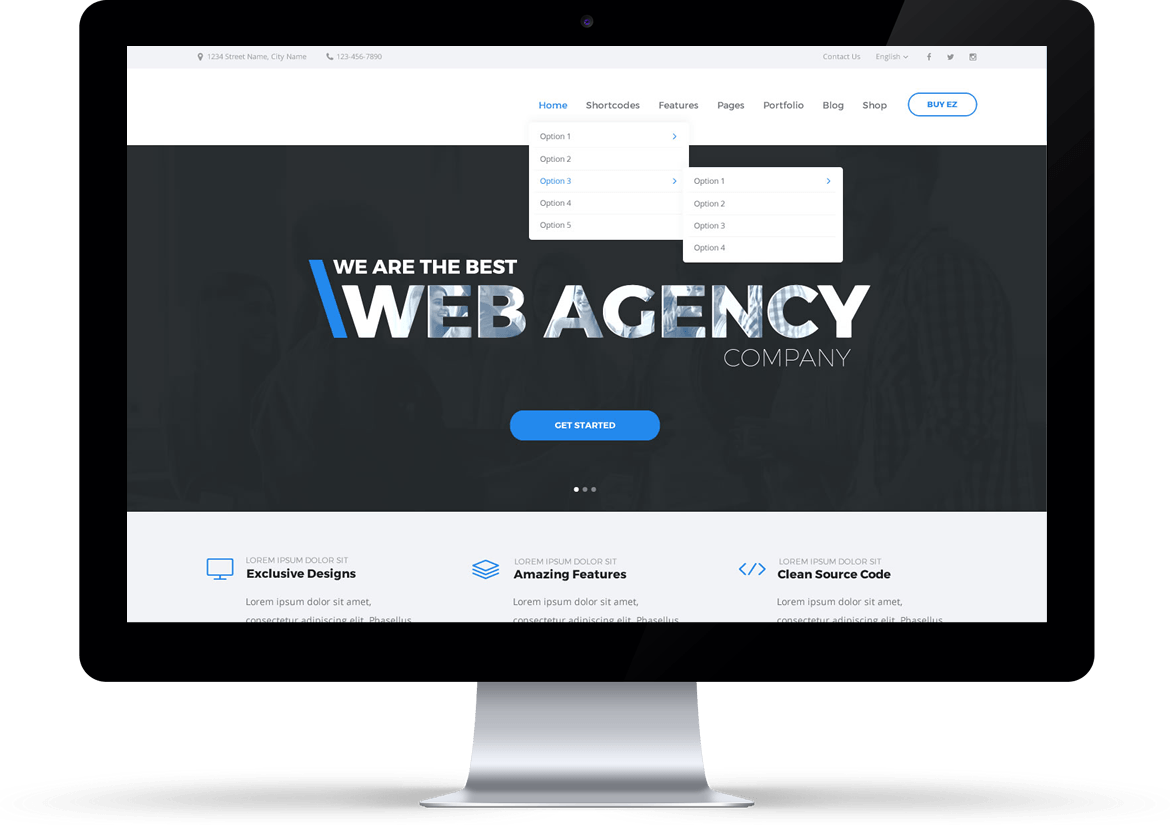 1234 Street Name, City Name 123-456-7890 Contact Us English
Home Shortcodes Features Pages Portfolio Blog Shop BUY EZ
Option 1
Option 2
Option 3
Option 4
Option 5
Option 1
Option 2
Option 3
Option 4
WE ARE THE BEST
WEB AGENCY
COMPANY
GET STARTED
LOREM IPSUM DOLOR SIT
Exclusive Designs
Lorem ipsum dolor sit amet,
consectetur adipiscing elit. Phasellus
LOREM IPSUM DOLOR SIT
Amazing Features
Lorem ipsum dolor sit amet,
consectetur adipiscing elit. Phasellus
LOREM IPSUM DOLOR SIT
Clean Source Code
Lorem ipsum dolor sit amet,
consectetur adipiscing elit. Phasellus